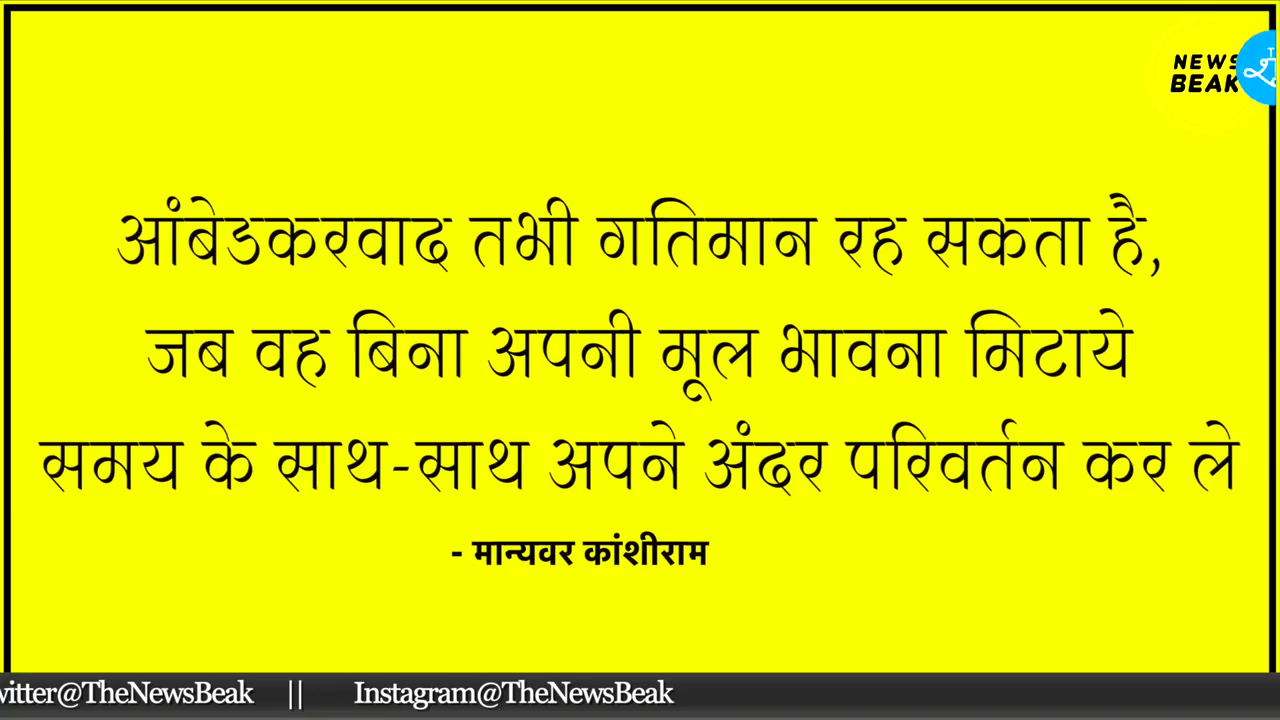 NEWS
BEAK
आंबेडकरवाद तभी गतिमान रह सकता है,
जब वह बिना अपनी मूल भावना मिटाये
समय के साथ-साथ अपने अंदर परिवर्तन कर ले
- मान्यवर कांशीराम
witter@TheNewsBeak || Instagram@TheNewsBeak